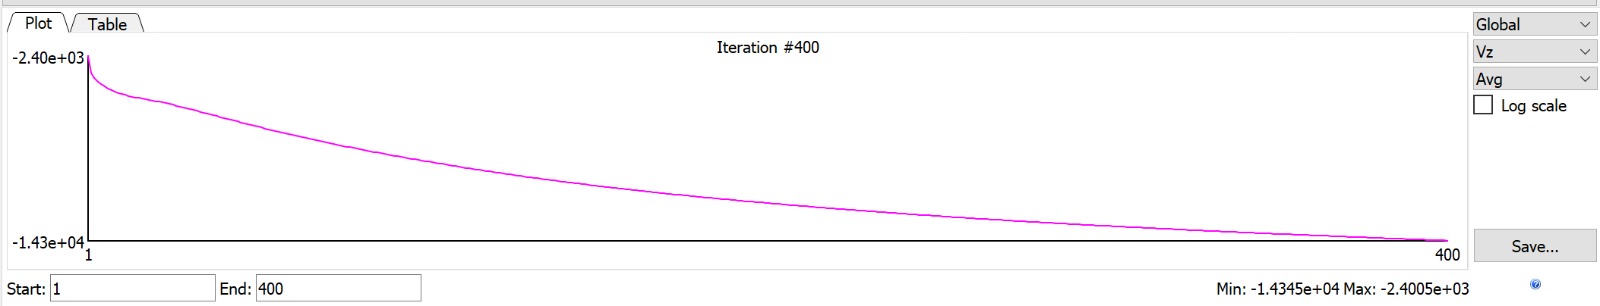 Plot Table
Global
Iteration #400
-2.40e+03
Vz
Avg
Log scale
-1.43e+04
1 400
Save...
Start: 1 End: 400
Min: -1.4345e+04 Max: -2.4005e+03
?